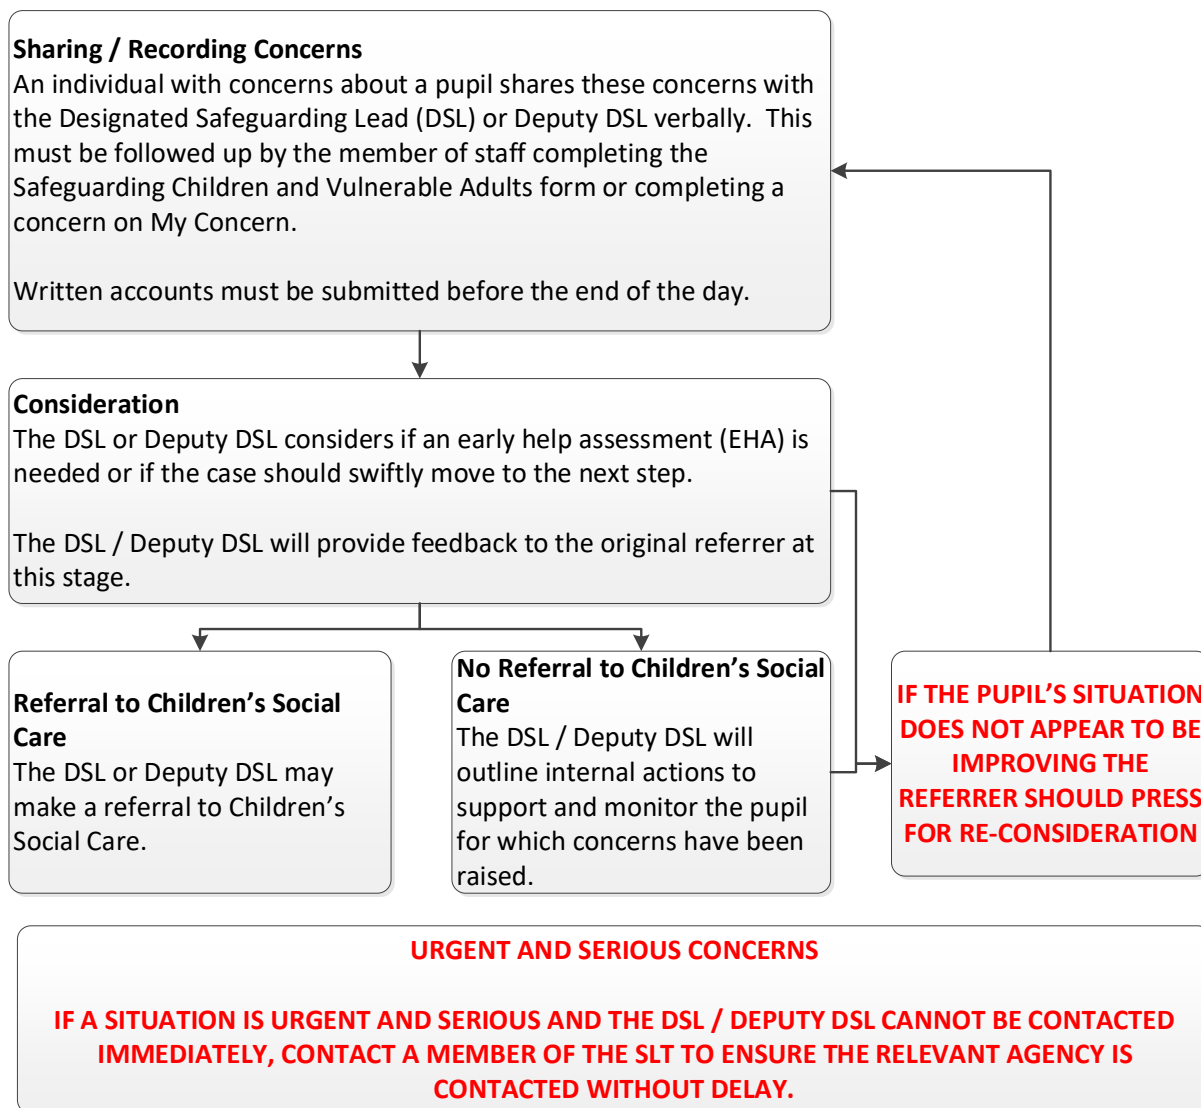 Sharing / Recording Concerns
An individual with concerns about a pupil shares these concerns with
the Designated Safeguarding Lead (DSL) or Deputy DSL verbally.  This
must be followed up by the member of staff completing the
Safeguarding Children and Vulnerable Adults form or completing a
concern on My Concern.
Written accounts must be submitted before the end of the day.
Consideration
The DSL or Deputy DSL considers if an early help assessment (EHA) is
needed or if the case should swiftly move to the next step.
The DSL / Deputy DSL will provide feedback to the original referrer at
this stage.
Referral to Children’s Social
Care
The DSL or Deputy DSL may
make a referral to Children’s
Social Care.
No Referral to Children’s Social
Care
The DSL / Deputy DSL will
outline internal actions to
support and monitor the pupil
for which concerns have been
raised.
IF THE PUPIL’S SITUATION
DOES NOT APPEAR TO BE
IMPROVING THE
REFERRER SHOULD PRESS
FOR RE-CONSIDERATION
URGENT AND SERIOUS CONCERNS
IF A SITUATION IS URGENT AND SERIOUS AND THE DSL / DEPUTY DSL CANNOT BE CONTACTED
IMMEDIATELY, CONTACT A MEMBER OF THE SLT TO ENSURE THE RELEVANT AGENCY IS
CONTACTED WITHOUT DELAY.